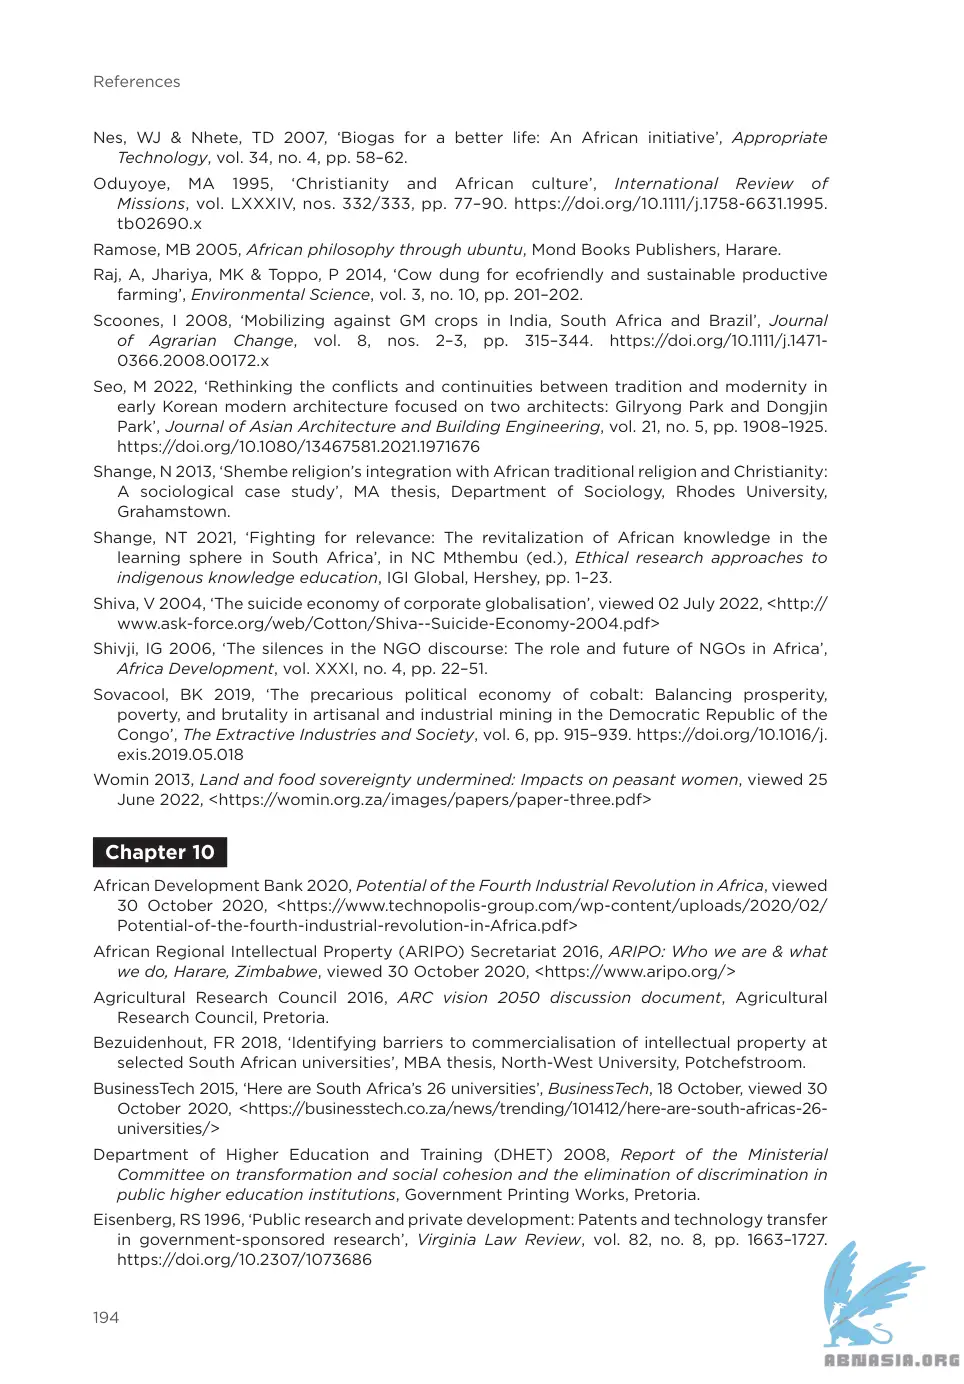 References
Nes, WJ & Nhete, TD 2007, ‘Biogas for a better life: An African initiative’, Appropriate
Technology, vol. 34, no. 4, pp. 58–62.
Oduyoye, MA 1995, ‘Christianity and African culture’, International Review of
Missions, vol. LXXXIV, nos. 332/333, pp. 77–90. https://doi.org/10.1111/j.1758-6631.1995.
tb02690.x
Ramose, MB 2005, African philosophy through ubuntu, Mond Books Publishers, Harare.
Raj, A, Jhariya, MK & Toppo, P 2014, ‘Cow dung for ecofriendly and sustainable productive
farming’, Environmental Science, vol. 3, no. 10, pp. 201–202.
Scoones, I 2008, ‘Mobilizing against GM crops in India, South Africa and Brazil’, Journal
of Agrarian Change, vol. 8, nos. 2–3, pp. 315–344. https://doi.org/10.1111/j.1471-
0366.2008.00172.x
Seo, M 2022, ‘Rethinking the conflicts and continuities between tradition and modernity in
early Korean modern architecture focused on two architects: Gilryong Park and Dongjin
Park’, Journal of Asian Architecture and Building Engineering, vol. 21, no. 5, pp. 1908–1925.
https://doi.org/10.1080/13467581.2021.1971676
Shange, N 2013, ‘Shembe religion’s integration with African traditional religion and Christianity:
A sociological case study’, MA thesis, Department of Sociology, Rhodes University,
Grahamstown.
Shange, NT 2021, ‘Fighting for relevance: The revitalization of African knowledge in the
learning sphere in South Africa’, in NC Mthembu (ed.), Ethical research approaches to
indigenous knowledge education, IGI Global, Hershey, pp. 1–23.
Shiva, V 2004, ‘The suicide economy of corporate globalisation’, viewed 02 July 2022, <http://
www.ask-force.org/web/Cotton/Shiva--Suicide-Economy-2004.pdf>
Shivji, IG 2006, ‘The silences in the NGO discourse: The role and future of NGOs in Africa’,
Africa Development, vol. XXXI, no. 4, pp. 22–51.
Sovacool, BK 2019, ‘The precarious political economy of cobalt: Balancing prosperity,
poverty, and brutality in artisanal and industrial mining in the Democratic Republic of the
Congo’, The Extractive Industries and Society, vol. 6, pp. 915–939. https://doi.org/10.1016/j.
exis.2019.05.018
Womin 2013, Land and food sovereignty undermined: Impacts on peasant women, viewed 25
June 2022, <https://womin.org.za/images/papers/paper-three.pdf>
Chapter 10
African Development Bank 2020, Potential of the Fourth Industrial Revolution in Africa, viewed
30 October 2020, <https://www.technopolis-group.com/wp-content/uploads/2020/02/
Potential-of-the-fourth-industrial-revolution-in-Africa.pdf>
African Regional Intellectual Property (ARIPO) Secretariat 2016, ARIPO: Who we are & what
we do, Harare, Zimbabwe, viewed 30 October 2020, <https://www.aripo.org/>
Agricultural Research Council 2016, ARC vision 2050 discussion document, Agricultural
Research Council, Pretoria.
Bezuidenhout, FR 2018, ‘Identifying barriers to commercialisation of intellectual property at
selected South African universities’, MBA thesis, North-West University, Potchefstroom.
BusinessTech 2015, ‘Here are South Africa’s 26 universities’, BusinessTech, 18 October, viewed 30
October 2020, <https://businesstech.co.za/news/trending/101412/here-are-south-africas-26-
universities/>
Department of Higher Education and Training (DHET) 2008, Report of the Ministerial
Committee on transformation and social cohesion and the elimination of discrimination in
public higher education institutions, Government Printing Works, Pretoria.
Eisenberg, RS 1996, ‘Public research and private development: Patents and technology transfer
in government-sponsored research’, Virginia Law Review, vol. 82, no. 8, pp. 1663–1727.
https://doi.org/10.2307/1073686
194
ABNASIA.ORG